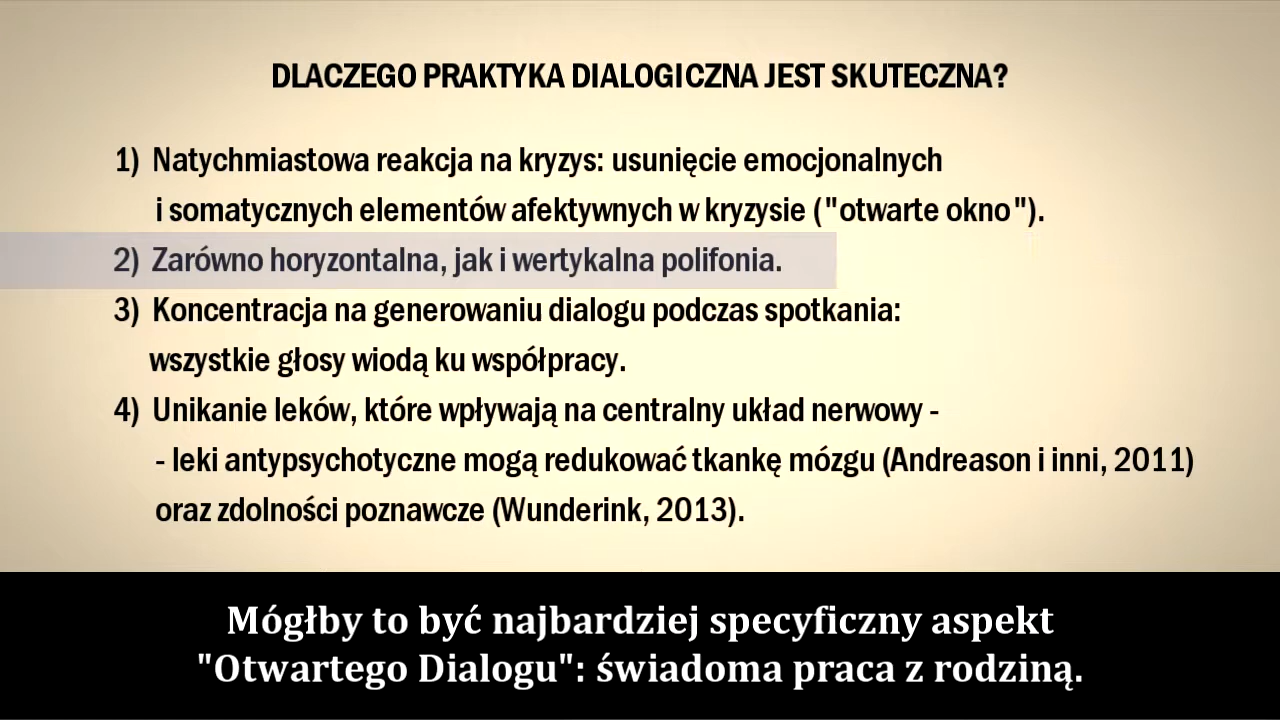 DLACZEGO PRAKTYKA DIALOGICZNA JEST SKUTECZNA?
1) Natychmiastowa reakcja na kryzys: usunięcie emocjonalnych
i somatycznych elementów afektywnych w kryzysie ("otwarte okno").
2) Zarówno horyzontalna, jak i wertykalna polifonia.
3) Koncentracja na generowaniu dialogu podczas spotkania:
wszystkie głosy wiodą ku współpracy.
4) Unikanie leków, które wpływają na centralny układ nerwowy -
- leki antypsychotyczne mogą redukować tkankę mózgu (Andreason i inni, 2011)
oraz zdolności poznawcze (Wunderink, 2013).
Mógłby to być najbardziej specyficzny aspekt
"Otwartego Dialogu": świadoma praca z rodziną.